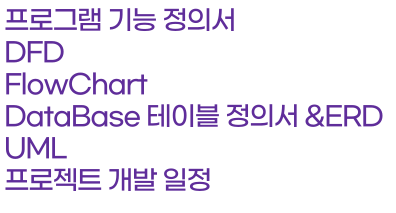 프로그램 기능 정의서
DFD
FlowChart
DataBase 테이블 정의서 &ERD
UML
프로젝트 개발 일정